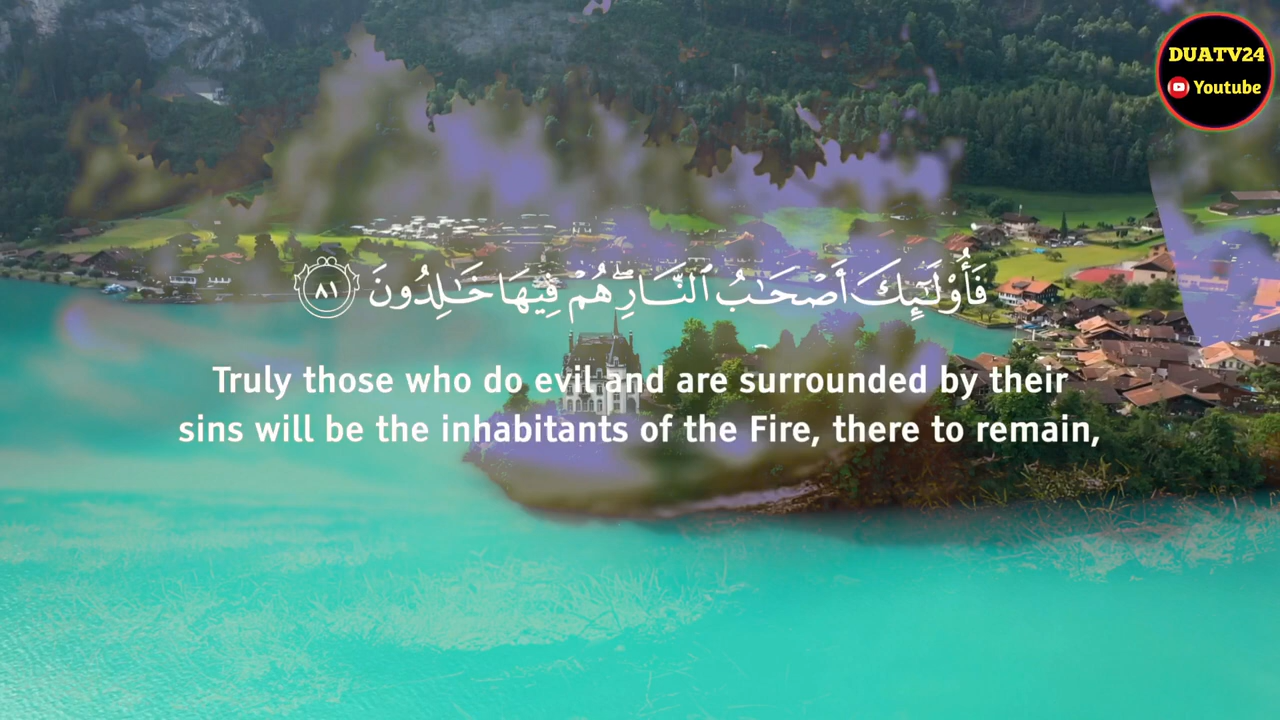 DUATV24
Youtube
فَأُو۟لَـٰٓئِكَ أَصْحَـٰبُ ٱلنَّارِ ۖ هُمْ فِيهَا خَـٰلِدُونَ ٨١
Truly those who do evil and are surrounded by their
sins will be the inhabitants of the Fire, there to remain,